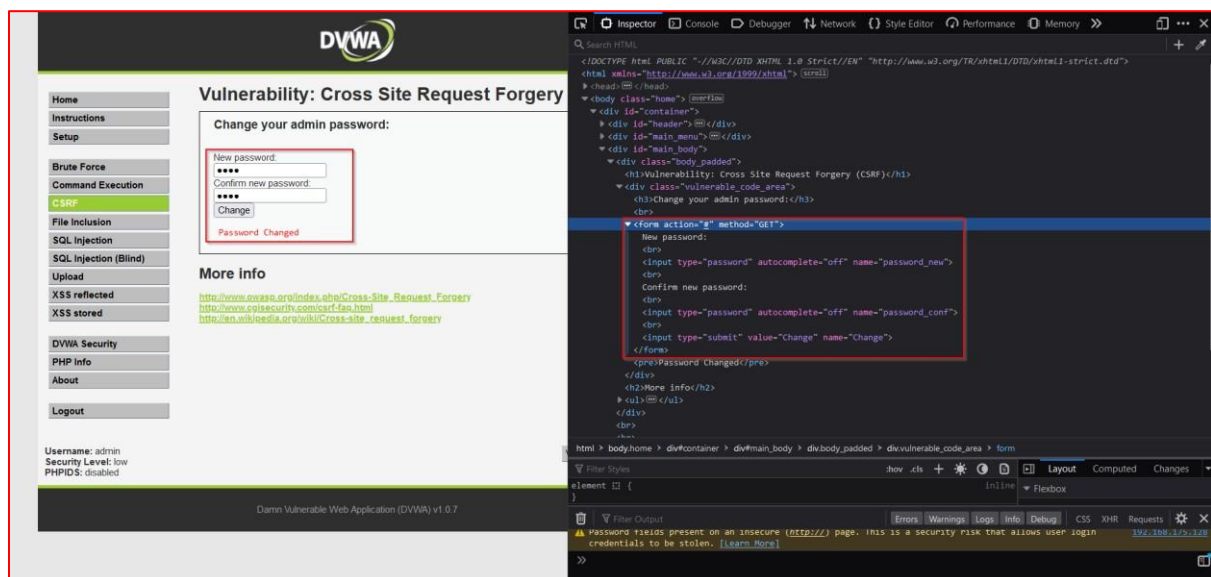 DVWA
Home
Instructions
Setup
Brute Force
Command Execution
CSRF
File Inclusion
SQL Injection
SQL Injection (Blind)
Upload
XSS reflected
XSS stored
DVWA Security
PHP Info
About
Logout
Username: admin
Security Level: low
PHPIDS: disabled
Vulnerability: Cross Site Request Forgery
Change your admin password:
New password:
••••
Confirm new password:
••••
Change
Password Changed
More info
http://www.owasp.org/index.php/Cross-Site_Request_Forgery
http://www.cgisecurity.com/csrf-faq.html
http://en.wikipedia.org/wiki/Cross-site_request_forgery
Damn Vulnerable Web Application (DVWA) v1.0.7
Inspector Console Debugger Network {} Style Editor Performance Memory
Search HTML
<!DOCTYPE html PUBLIC "-//W3C//DTD XHTML 1.0 Strict//EN" "http://www.w3.org/TR/xhtml1/DTD/xhtml1-strict.dtd">
<html xmlns="http://www.w3.org/1999/xhtml"> scroll
<head> </head>
<body class="home"> overflow
<div id="container">
<div id="header"> </div>
<div id="main_menu"> </div>
<div id="main_body">
<div class="body_padded">
<h1>Vulnerability: Cross Site Request Forgery (CSRF)</h1>
<div class="vulnerable_code_area">
<h3>Change your admin password:</h3>
<br>
<form action="#" method="GET">
New password:
<br>
<input type="password" autocomplete="off" name="password_new">
<br>
Confirm new password:
<br>
<input type="password" autocomplete="off" name="password_conf">
<br>
<input type="submit" value="Change" name="Change">
</form>
<pre>Password Changed</pre>
</div>
<h2>More info</h2>
<ul> </ul>
</div>
<br>
<br>
html > body.home > div#container > div#main_body > div.body_padded > div.vulnerable_code_area > form
Filter Styles :hov .cls + Layout Computed Changes
element { inline
}
Flexbox
Filter Output Errors Warnings Logs Info Debug CSS XHR Requests
Password fields present on an insecure (http://) page. This is a security risk that allows user login credentials to be stolen. [Learn More] 192.168.175.128
>>